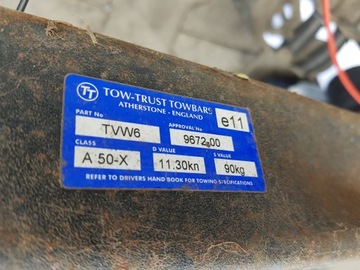 TT TOW-TRUST TOWBARS
ATHERSTONE - ENGLAND
e11
PART No APPROVAL No
TVW6 9672.00
CLASS D VALUE S VALUE
A 50-X 11.30kn 90kg
REFER TO DRIVERS HAND BOOK FOR TOWING SPECIFICATIONS